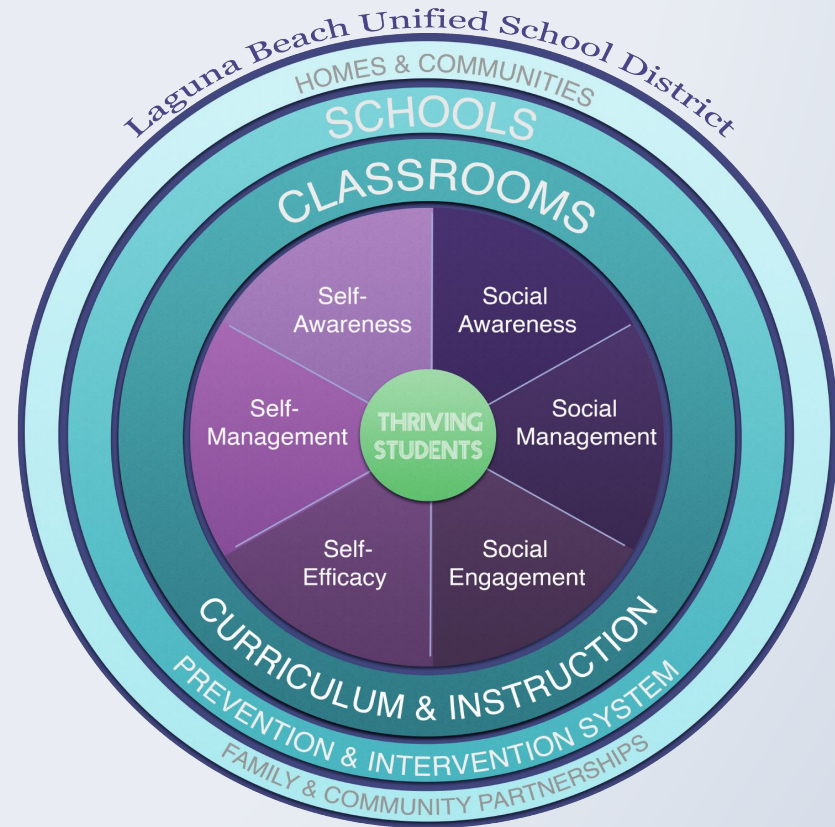 Laguna Beach Unified School District
HOMES & COMMUNITIES
SCHOOLS
CLASSROOMS
Self-
Awareness
Social
Awareness
Self-
Management
THRIVING
STUDENTS
Social
Management
Self-
Efficacy
Social
Engagement
CURRICULUM & INSTRUCTION
PREVENTION & INTERVENTION SYSTEM
FAMILY & COMMUNITY PARTNERSHIPS